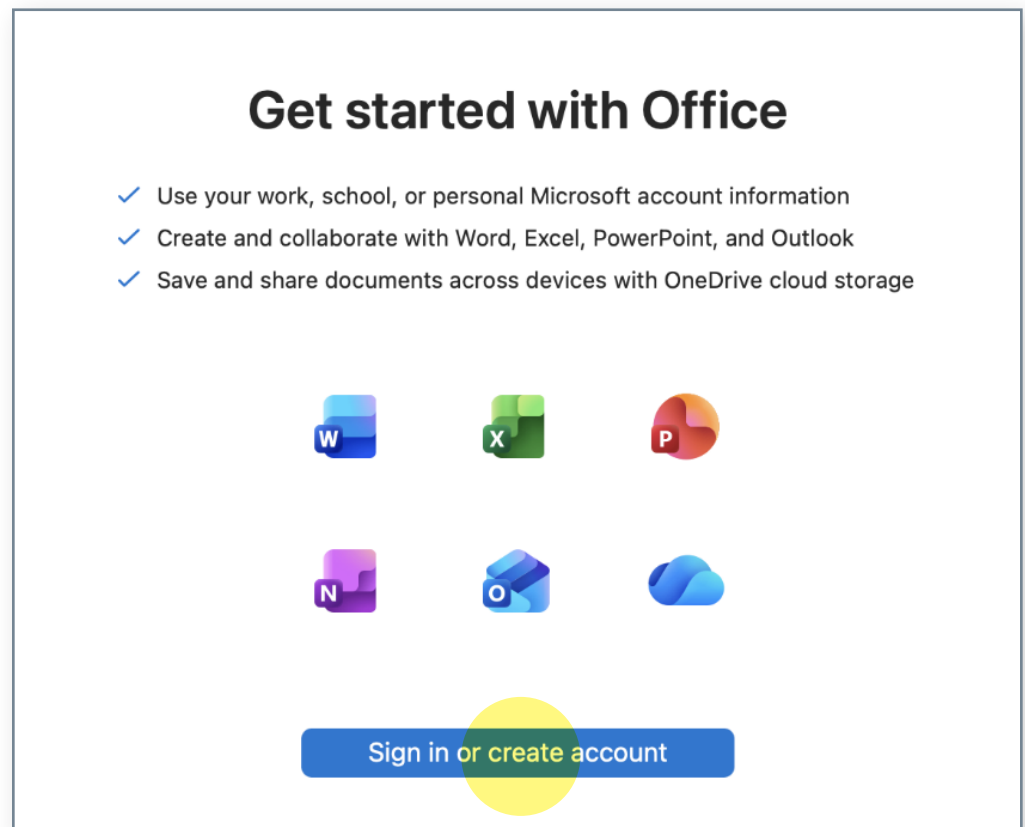 Get started with Office
Use your work, school, or personal Microsoft account information
Create and collaborate with Word, Excel, PowerPoint, and Outlook
Save and share documents across devices with OneDrive cloud storage
W X P
N O
Sign in or create account